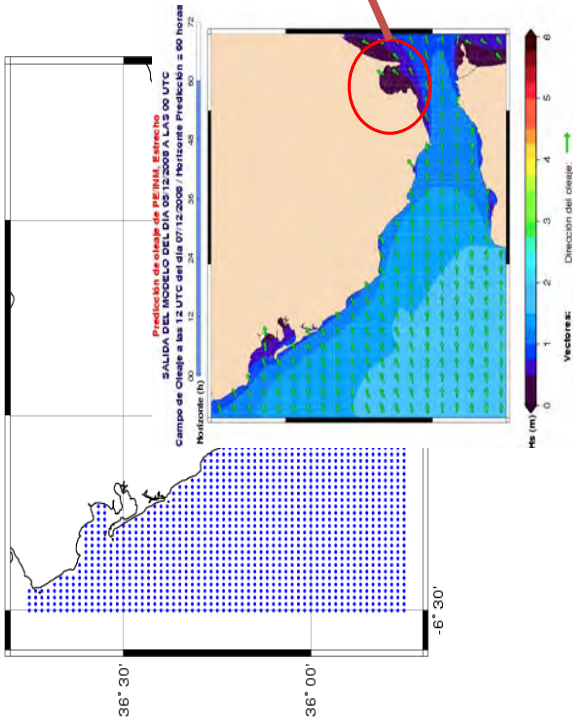 Predicción de oleaje de PE/INM. Estrecho
SALIDA DEL MODELO DEL DIA 05/12/2006 A LAS 00 UTC
Campo de Oleaje a las 12 UTC del día 07/12/2006 / Horizonte Predicción = 60 horas
Horizonte (h) 00 12 24 36 48 60 72
Hs (m) 0 1 2 3 4 5 6
Vectores: Dirección del oleaje:
36° 30'
36° 00'
-6° 30'